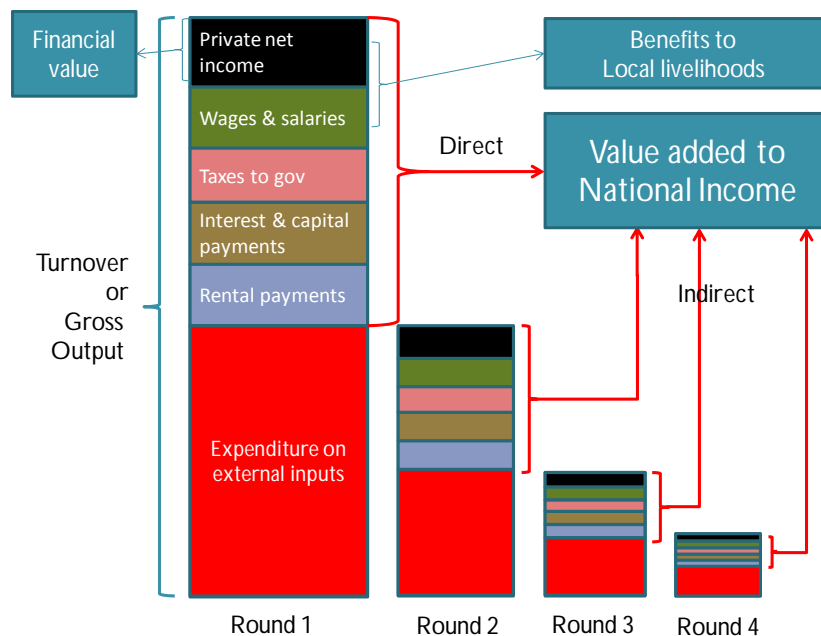 Financial
value
Private net
income
Benefits to
Local livelihoods
Wages & salaries
Direct
Value added to
National Income
Taxes to gov
Interest & capital
payments
Turnover
or
Gross
Output
Rental payments
Indirect
Expenditure on
external inputs
Round 1
Round 2
Round 3
Round 4